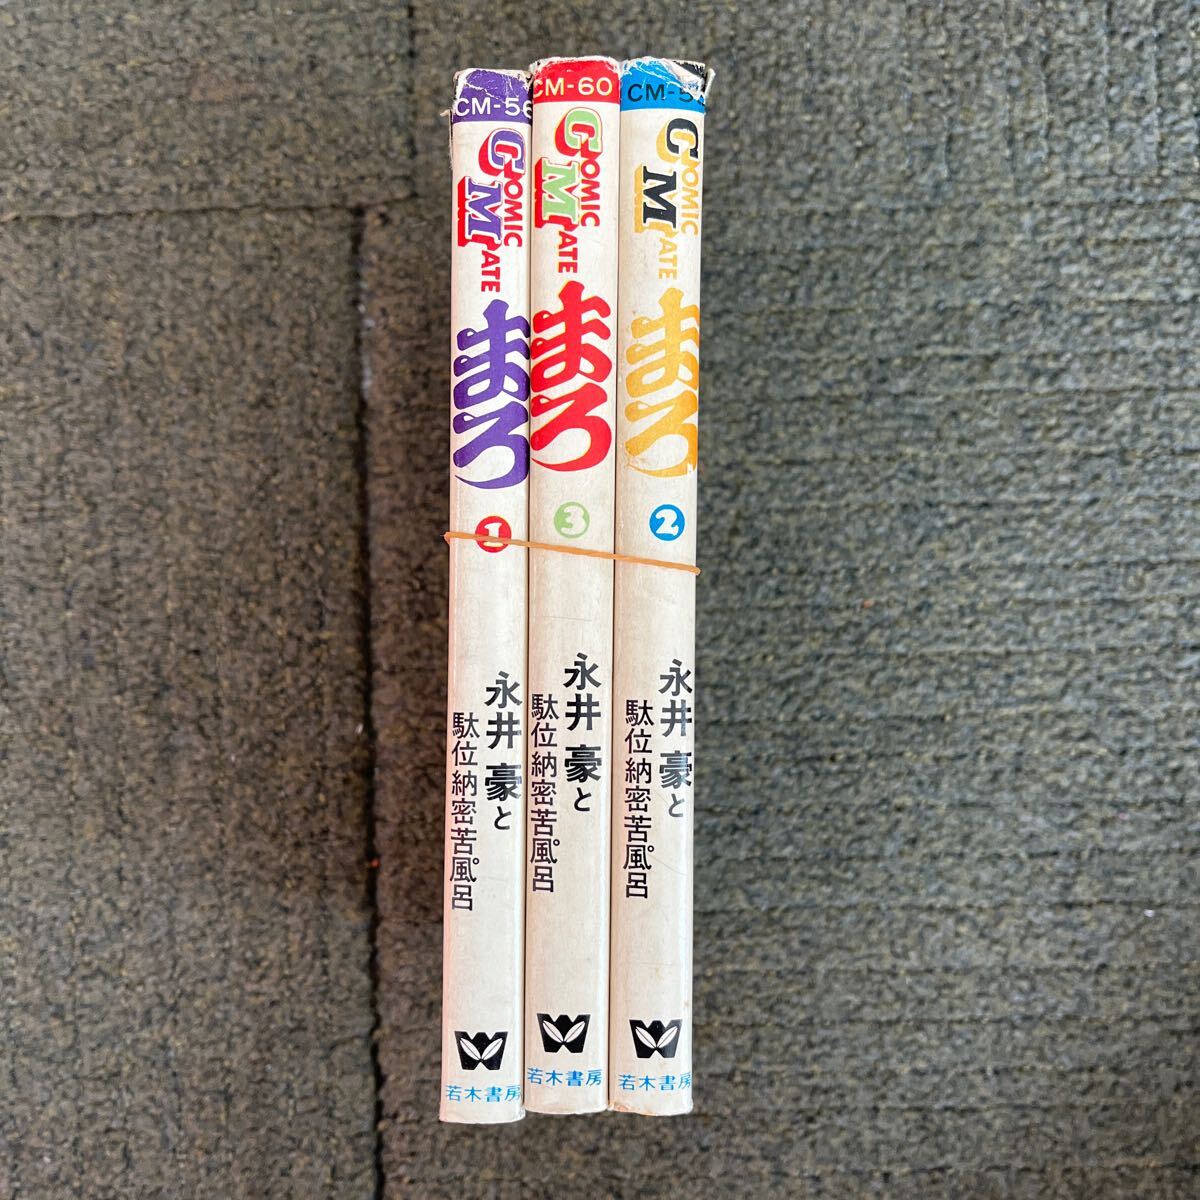 CM-56
COMIC
MATE
まろ
1
永井豪と
駄位納密苦風゜呂
若木書房
CM-60
COMIC
MATE
まろ
3
永井豪と
駄位納密苦風゜呂
若木書房
COMIC
MATE
まろ
2
永井豪と
駄位納密苦風゜呂
若木書房